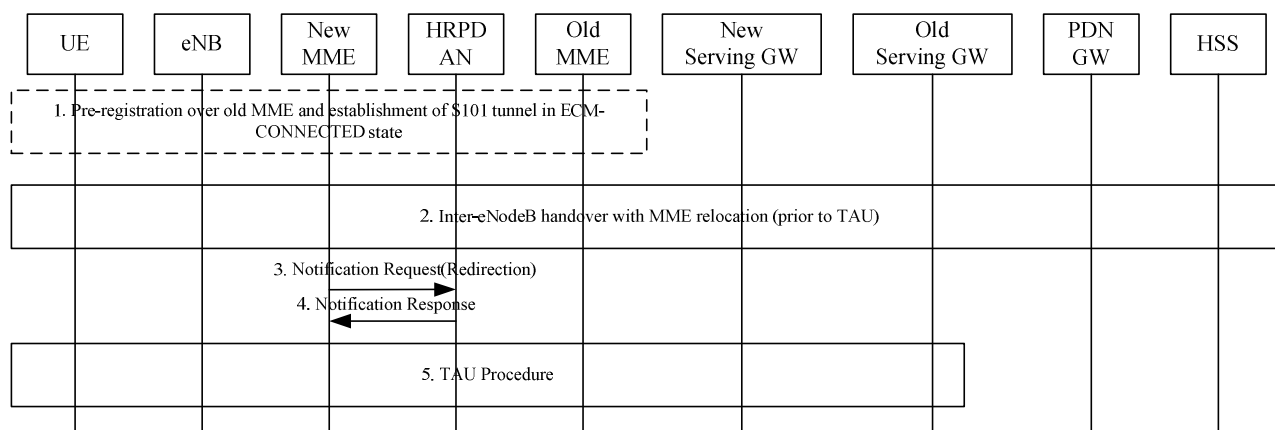 UE
eNB
New
MME
HRPD
AN
Old
MME
New
Serving GW
Old
Serving GW
PDN
GW
HSS
1. Pre-registration over old MME and establishment of S101 tunnel in ECM-
CONNECTED state
2. Inter-eNodeB handover with MME relocation (prior to TAU)
3. Notification Request(Redirection)
4. Notification Response
5. TAU Procedure